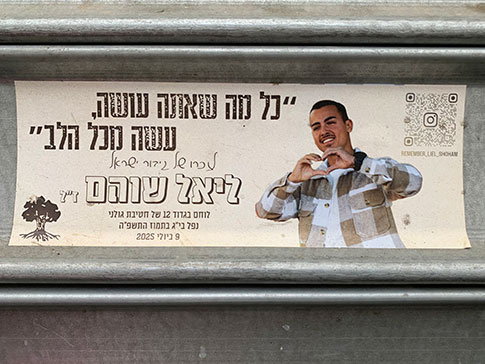 "כל מה שאתה עושה,
עשה מכל הלב"
לזכרו של גיבור ישראל
ליאל שוהם ז"ל
לוחם בגדוד 12 של חטיבת גולני
נפל בי"ג בתמוז התשפ"ה
9 ביולי 2025
REMEMBER_LIEL_SHOHAM